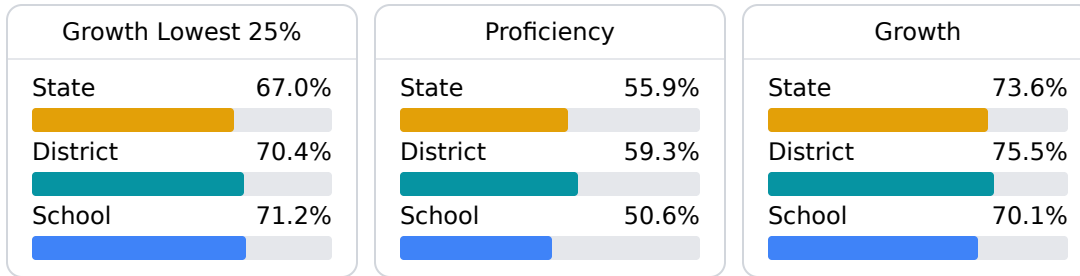 Growth Lowest 25%
State 67.0%
District 70.4%
School 71.2%
Proficiency
State 55.9%
District 59.3%
School 50.6%
Growth
State 73.6%
District 75.5%
School 70.1%